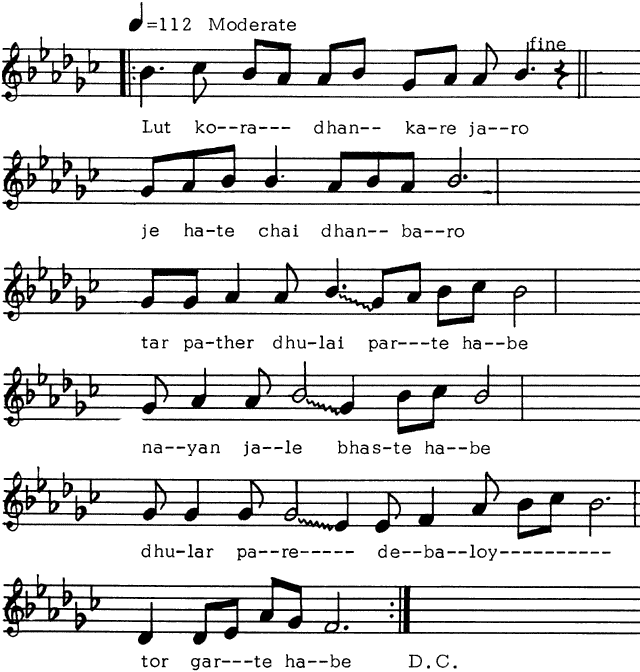 ♩=112 Moderate
fine
Lut ko--ra--- dhan-- ka-re ja--ro
je ha-te chai dhan-- ba--ro
tar pa-ther dhu-lai par---te ha--be
na--yan ja--le bhas-te ha--be
dhu-lar pa--re----- de--ba--loy----------
tor gar---te ha--be D.C.